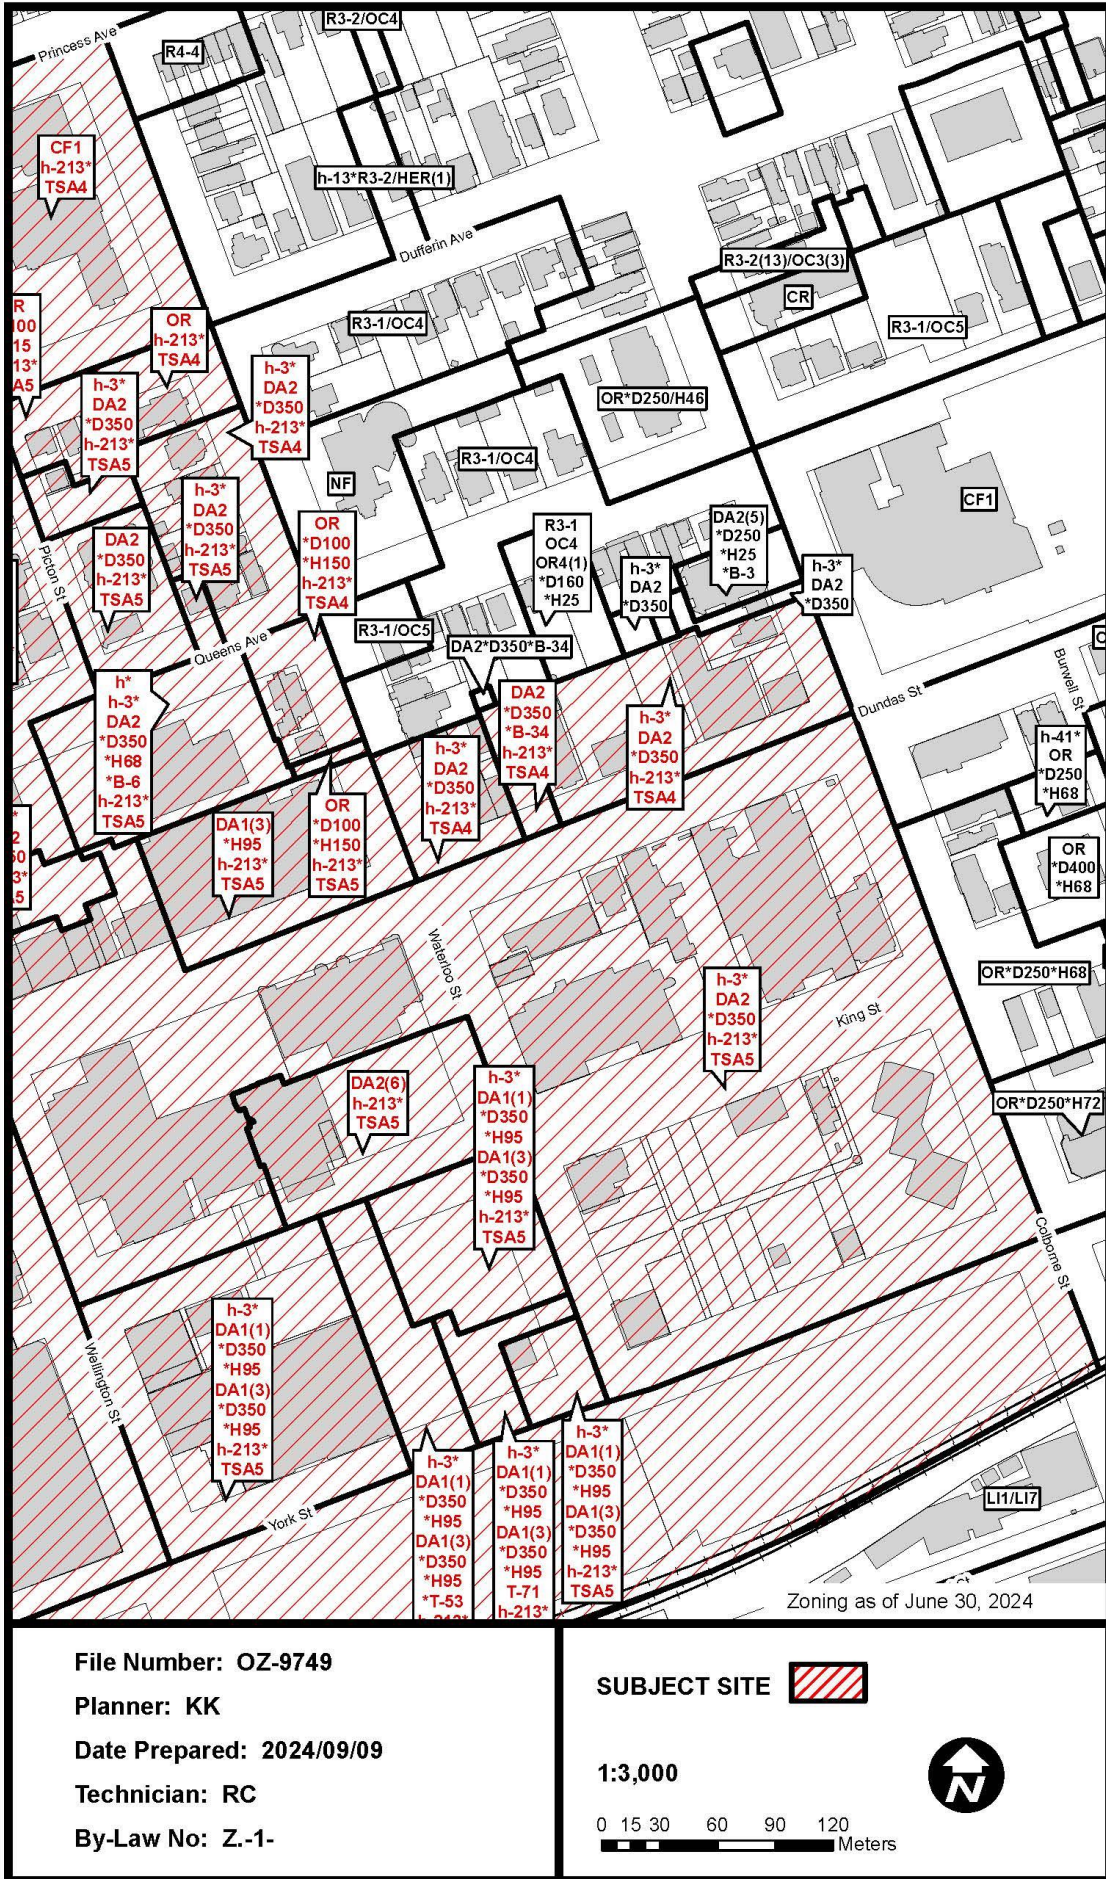 Princess Ave
R3-2/OC4
R4-4
CF1
h-213*
TSA4
h-13*R3-2/HER(1)
Dufferin Ave
R3-2(13)/OC3(3)
CR
R3-1/OC4
R3-1/OC5
R
100
15
13*
A5
OR
h-213*
TSA4
h-3*
DA2
*D350
h-213*
TSA5
h-3*
DA2
*D350
h-213*
TSA4
OR*D250/H46
R3-1/OC4
NF
CF1
h-3*
DA2
*D350
h-213*
TSA5
OR
*D100
*H150
h-213*
TSA4
R3-1
OC4
OR4(1)
*D160
*H25
DA2(5)
*D250
*H25
*B-3
h-3*
DA2
*D350
h-3*
DA2
*D350
Picton St
DA2
*D350
h-213*
TSA5
Queens Ave
R3-1/OC5
DA2*D350*B-34
Burwell St
Dundas St
h*
h-3*
DA2
*D350
*H68
*B-6
h-213*
TSA5
DA2
*D350
*B-34
h-213*
TSA4
h-3*
DA2
*D350
h-213*
TSA4
h-3*
DA2
*D350
h-213*
TSA4
h-41*
OR
*D250
*H68
DA1(3)
*H95
h-213*
TSA5
OR
*D100
*H150
h-213*
TSA5
OR
*D400
*H68
Waterloo St
OR*D250*H68
h-3*
DA2
*D350
h-213*
TSA5
King St
DA2(6)
h-213*
TSA5
h-3*
DA1(1)
*D350
*H95
DA1(3)
*D350
*H95
h-213*
TSA5
OR*D250*H72
Colborne St
Wellington St
h-3*
DA1(1)
*D350
*H95
DA1(3)
*D350
*H95
h-213*
TSA5
York St
h-3*
DA1(1)
*D350
*H95
DA1(3)
*D350
*H95
*T-53
h-213*
h-3*
DA1(1)
*D350
*H95
DA1(3)
*D350
*H95
T-71
h-213*
h-3*
DA1(1)
*D350
*H95
DA1(3)
*D350
*H95
h-213*
TSA5
LI1/LI7
Zoning as of June 30, 2024
File Number: OZ-9749
Planner: KK
Date Prepared: 2024/09/09
Technician: RC
By-Law No: Z.-1-
SUBJECT SITE
1:3,000
N
0 15 30 60 90 120
Meters